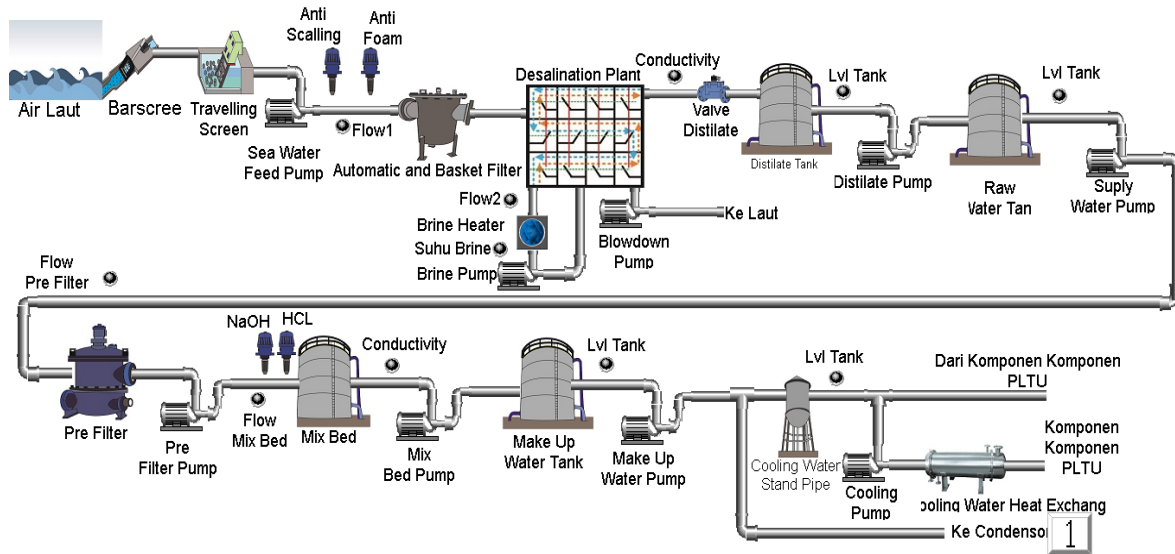 Anti
Scalling
Anti
Foam
Air Laut
Barscree
Travelling
Screen
Sea Water
Feed Pump
Flow1
Automatic and Basket Filter
Desalination Plant
Conductivity
Valve
Distilate
Lvl Tank
Distilate Tank
Distilate Pump
Lvl Tank
Raw
Water Tan
Suply
Water Pump
Flow2
Brine Heater
Suhu Brine
Brine Pump
Blowdown
Pump
Ke Laut
Flow
Pre Filter
Pre Filter
Pre
Filter Pump
NaOH
HCL
Flow
Mix Bed
Mix Bed
Conductivity
Mix
Bed Pump
Lvl Tank
Make Up
Water Tank
Make Up
Water Pump
Lvl Tank
Cooling Water
Stand Pipe
Cooling
Pump
Dari Komponen Komponen
PLTU
Komponen
Komponen
PLTU
ooling Water Heat Exchang
Ke Condensor
1